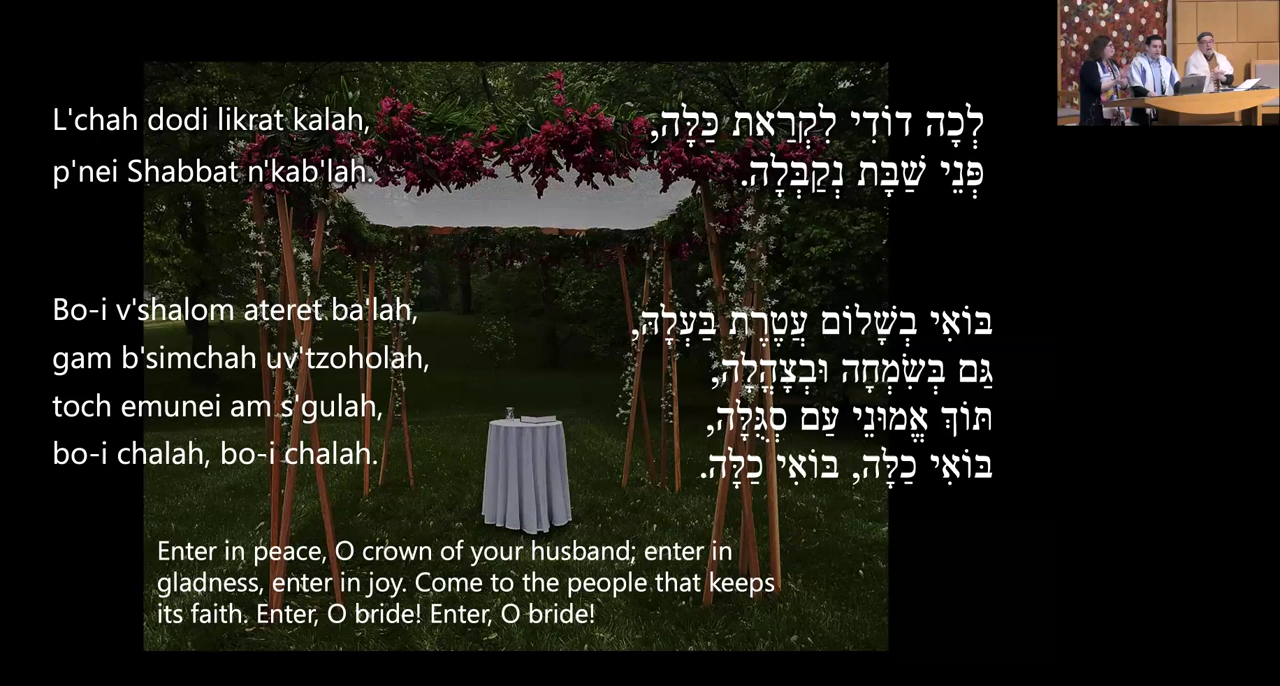 L'chah dodi likrat kalah,
p'nei Shabbat n'kab'lah.
לְכָה דוֹדִי לִקְרַאת כַּלָּה,
פְּנֵי שַׁבָּת נְקַבְּלָה.
Bo-i v'shalom ateret ba'lah,
gam b'simchah uv'tzoholah,
toch emunei am s'gulah,
bo-i chalah, bo-i chalah.
בּוֹאִי בְשָׁלוֹם עֲטֶרֶת בַּעְלָהּ,
גַּם בְּשִׂמְחָה וּבְצָהֳלָה,
תּוֹךְ אֱמוּנֵי עַם סְגֻלָּה,
בּוֹאִי כַלָּה, בּוֹאִי כַלָּה.
Enter in peace, O crown of your husband; enter in
gladness, enter in joy. Come to the people that keeps
its faith. Enter, O bride! Enter, O bride!